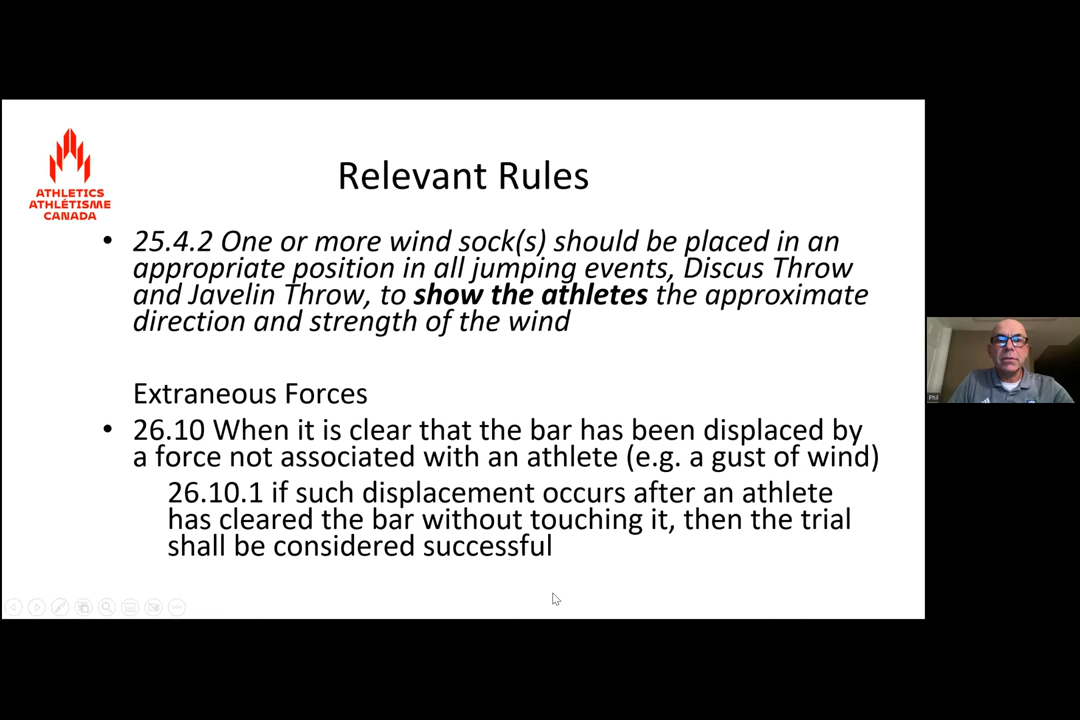 ATHLETICS
ATHLÉTISME
CANADA
Relevant Rules
• 25.4.2 One or more wind sock(s) should be placed in an
appropriate position in all jumping events, Discus Throw
and Javelin Throw, to show the athletes the approximate
direction and strength of the wind
Extraneous Forces
• 26.10 When it is clear that the bar has been displaced by
a force not associated with an athlete (e.g. a gust of wind)
26.10.1 if such displacement occurs after an athlete
has cleared the bar without touching it, then the trial
shall be considered successful
Phil